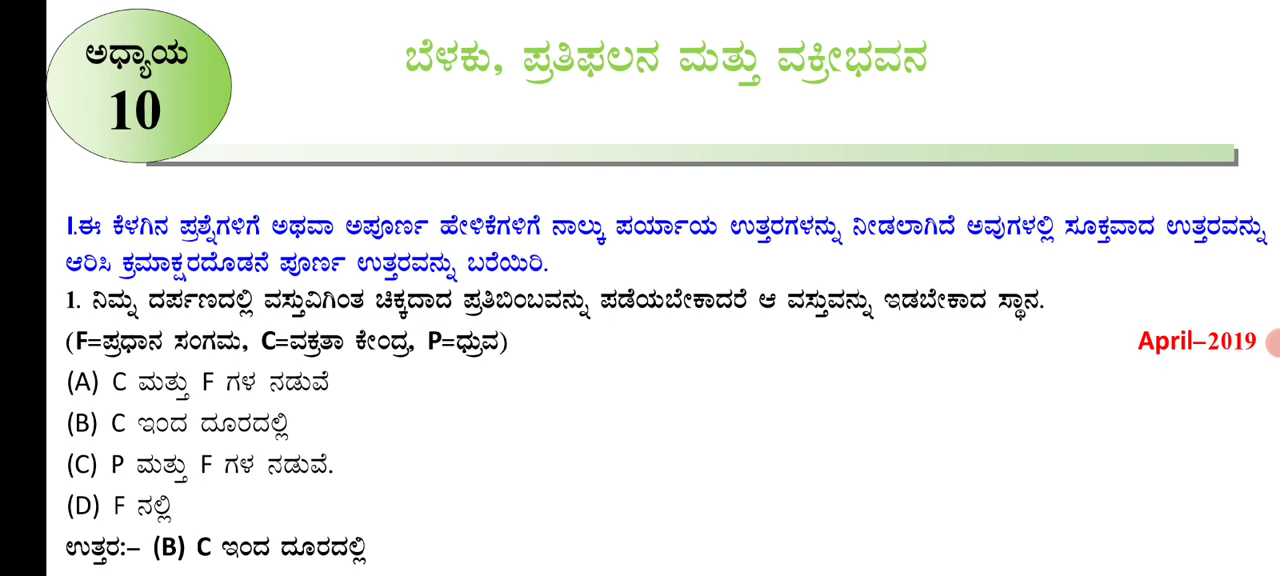 ಅಧ್ಯಾಯ
10
ಬೆಳಕು, ಪ್ರತಿಫಲನ ಮತ್ತು ವಕ್ರೀಭವನ
I.ಈ ಕೆಳಗಿನ ಪ್ರಶ್ನೆಗಳಿಗೆ ಅಥವಾ ಅಪೂರ್ಣ ಹೇಳಿಕೆಗಳಿಗೆ ನಾಲ್ಕು ಪರ್ಯಾಯ ಉತ್ತರಗಳನ್ನು ನೀಡಲಾಗಿದೆ ಅವುಗಳಲ್ಲಿ ಸೂಕ್ತವಾದ ಉತ್ತರವನ್ನು
ಆರಿಸಿ ಕ್ರಮಾಕ್ಷರದೊಡನೆ ಪೂರ್ಣ ಉತ್ತರವನ್ನು ಬರೆಯಿರಿ.
1. ನಿಮ್ನ ದರ್ಪಣದಲ್ಲಿ ವಸ್ತುವಿಗಿಂತ ಚಿಕ್ಕದಾದ ಪ್ರತಿಬಿಂಬವನ್ನು ಪಡೆಯಬೇಕಾದರೆ ಆ ವಸ್ತುವನ್ನು ಇಡಬೇಕಾದ ಸ್ಥಾನ.
(F=ಪ್ರಧಾನ ಸಂಗಮ, C=ವಕ್ರತಾ ಕೇಂದ್ರ, P=ಧ್ರುವ) April–2019
(A) C ಮತ್ತು F ಗಳ ನಡುವೆ
(B) C ಇಂದ ದೂರದಲ್ಲಿ
(C) P ಮತ್ತು F ಗಳ ನಡುವೆ.
(D) F ನಲ್ಲಿ
ಉತ್ತರ:– (B) C ಇಂದ ದೂರದಲ್ಲಿ